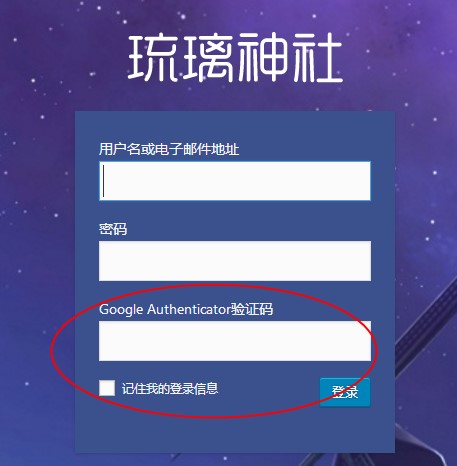 琉璃神社
用户名或电子邮件地址
密码
Google Authenticator验证码
记住我的登录信息
登录